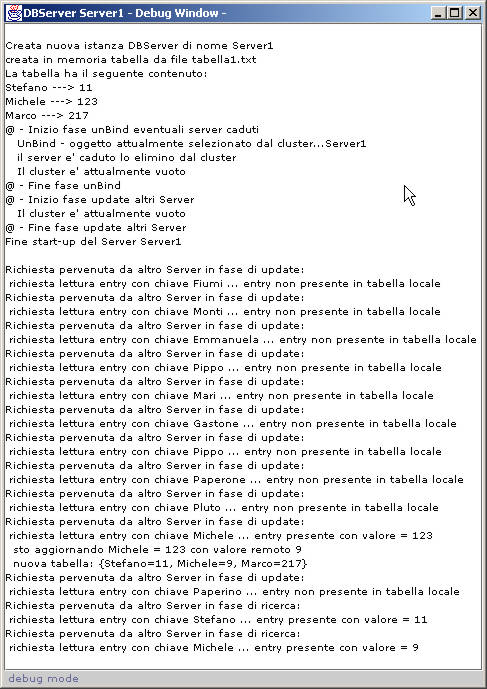 DBServer Server1 - Debug Window -
Creata nuova istanza DBServer di nome Server1
creata in memoria tabella da file tabella1.txt
La tabella ha il seguente contenuto:
Stefano ---> 11
Michele ---> 123
Marco ---> 217
@ - Inizio fase unBind eventuali server caduti
UnBind - oggetto attualmente selezionato dal cluster...Server1
il server e' caduto lo elimino dal cluster
Il cluster e' attualmente vuoto
@ - Fine fase unBind
@ - Inizio fase update altri Server
Il cluster e' attualmente vuoto
@ - Fine fase update altri Server
Fine start-up del Server Server1
Richiesta pervenuta da altro Server in fase di update:
richiesta lettura entry con chiave Fiumi ... entry non presente in tabella locale
Richiesta pervenuta da altro Server in fase di update:
richiesta lettura entry con chiave Monti ... entry non presente in tabella locale
Richiesta pervenuta da altro Server in fase di update:
richiesta lettura entry con chiave Emmanuela ... entry non presente in tabella locale
Richiesta pervenuta da altro Server in fase di update:
richiesta lettura entry con chiave Pippo ... entry non presente in tabella locale
Richiesta pervenuta da altro Server in fase di update:
richiesta lettura entry con chiave Mari ... entry non presente in tabella locale
Richiesta pervenuta da altro Server in fase di update:
richiesta lettura entry con chiave Gastone ... entry non presente in tabella locale
Richiesta pervenuta da altro Server in fase di update:
richiesta lettura entry con chiave Pippo ... entry non presente in tabella locale
Richiesta pervenuta da altro Server in fase di update:
richiesta lettura entry con chiave Paperone ... entry non presente in tabella locale
Richiesta pervenuta da altro Server in fase di update:
richiesta lettura entry con chiave Pluto ... entry non presente in tabella locale
Richiesta pervenuta da altro Server in fase di update:
richiesta lettura entry con chiave Michele ... entry presente con valore = 123
sto aggiornando Michele = 123 con valore remoto 9
nuova tabella: {Stefano=11, Michele=9, Marco=217}
Richiesta pervenuta da altro Server in fase di update:
richiesta lettura entry con chiave Paperino ... entry non presente in tabella locale
Richiesta pervenuta da altro Server in fase di ricerca:
richiesta lettura entry con chiave Stefano ... entry presente con valore = 11
Richiesta pervenuta da altro Server in fase di ricerca:
richiesta lettura entry con chiave Michele ... entry presente con valore = 9
debug mode